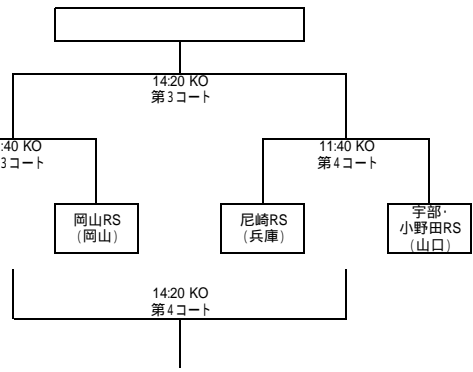 14:20 KO
第3コート
:40 KO
3コート
11:40 KO
第4コート
岡山RS
(岡山)
尼崎RS
(兵庫)
宇部・
小野田RS
(山口)
14:20 KO
第4コート